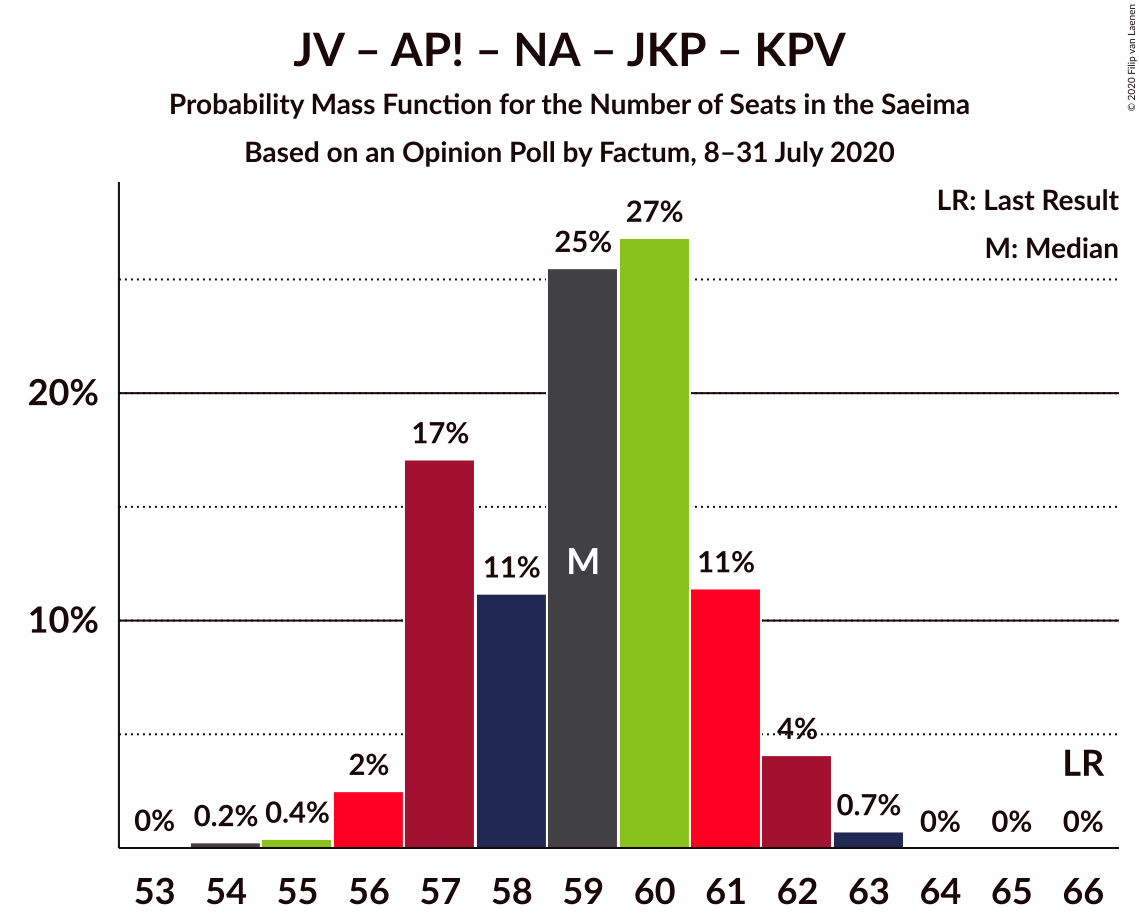 JV – AP! – NA – JKP – KPV
Probability Mass Function for the Number of Seats in the Saeima
Based on an Opinion Poll by Factum, 8–31 July 2020
© 2020 Filip van Laenen
LR: Last Result
M: Median
27%
25%
20%
17%
11%
11%
M
10%
4%
2%
LR
0%
0.2%
0.4%
0.7%
0%
0%
0%
53 54 55 56 57 58 59 60 61 62 63 64 65 66